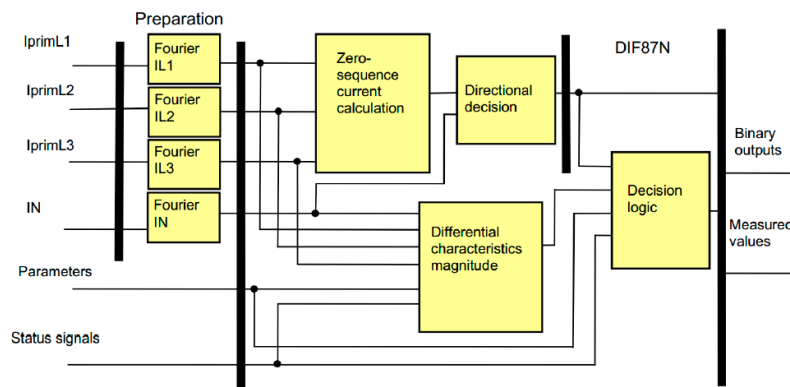 Preparation
IprimL1
IprimL2
IprimL3
IN
Parameters
Status signals
Fourier
IL1
Fourier
IL2
Fourier
IL3
Fourier
IN
Zero-
sequence
current
calculation
Directional
decision
Differential
characteristics
magnitude
DIF87N
Decision
logic
Binary
outputs
Measured
values